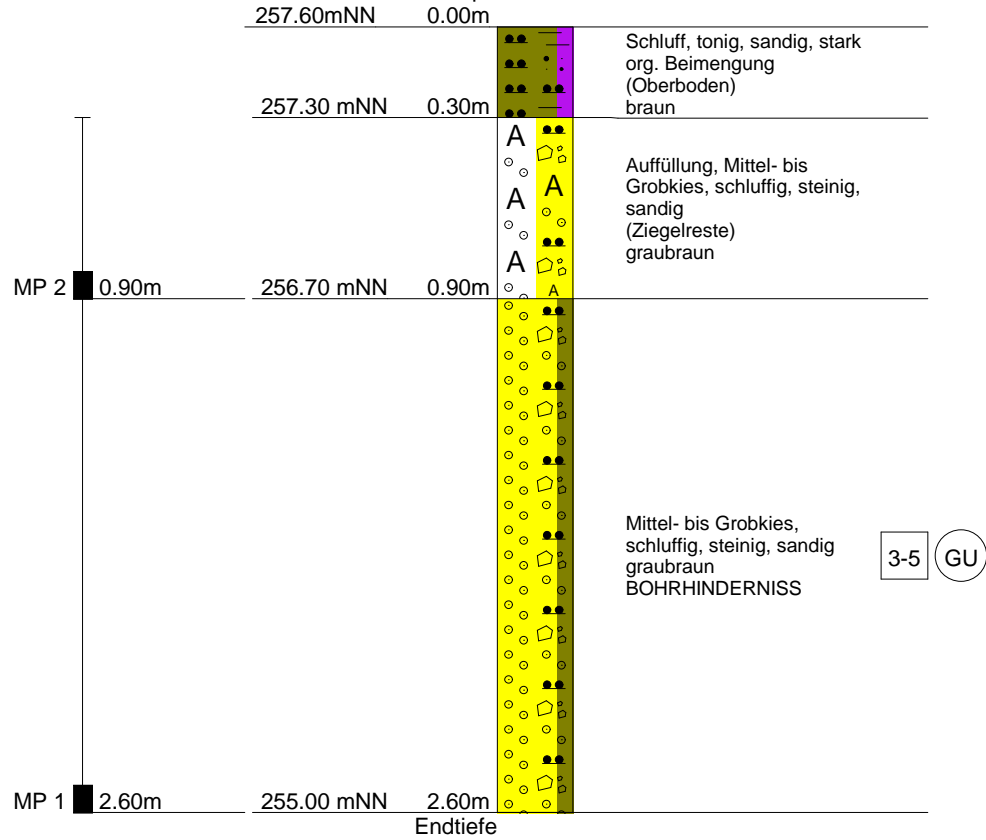 257.60mNN 0.00m
Schluff, tonig, sandig, stark
org. Beimengung
(Oberboden)
braun
257.30 mNN 0.30m
A
A
A
A
A
Auffüllung, Mittel- bis
Grobkies, schluffig, steinig,
sandig
(Ziegelreste)
graubraun
MP 2 0.90m 256.70 mNN 0.90m
Mittel- bis Grobkies,
schluffig, steinig, sandig
graubraun
BOHRHINDERNISS
3-5 GU
MP 1 2.60m 255.00 mNN 2.60m
Endtiefe